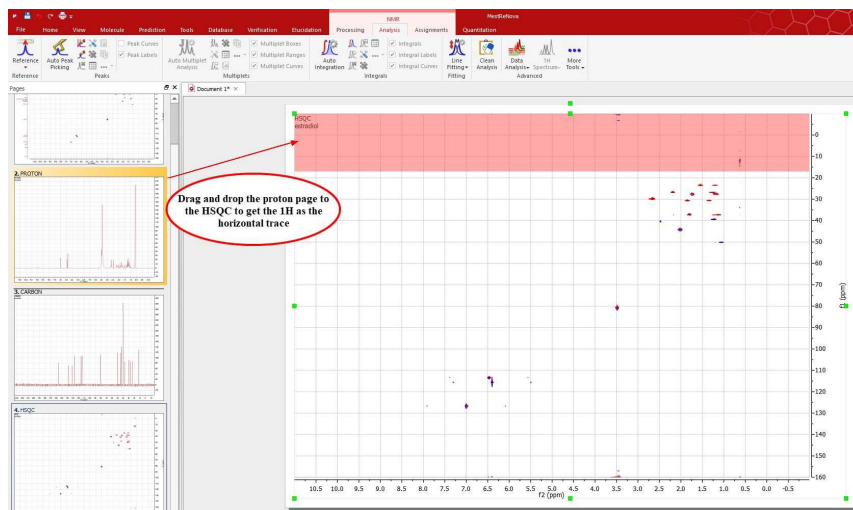 NMR
MestReNova
File Home View Molecule Prediction Tools Database Verification Elucidation Processing Analysis Assignments Quantitation
Reference
Auto Peak Picking
Peak Curves
Peak Labels
Auto Multiplet Analysis
Multiplet Boxes
Multiplet Ranges
Multiplet Curves
Auto Integration
Integrals
Integral Labels
Integral Curves
Line Fitting
Clean Analysis
Data Analysis
1H Spectrum
More Tools
Reference Peaks Multiplets Integrals Fitting Advanced
Pages
Document 1*
HSQC
estradiol
2. PROTON
Drag and drop the proton page to
the HSQC to get the 1H as the
horizontal trace
3. CARBON
4. HSQC
-0
-10
-20
-30
-40
-50
-60
-70
-80
-90
-100
-110
-120
-130
-140
-150
-160
f1 (ppm)
10.5 10.0 9.5 9.0 8.5 8.0 7.5 7.0 6.5 6.0 5.5 5.0 4.5 4.0 3.5 3.0 2.5 2.0 1.5 1.0 0.5 0.0 -0.5
f2 (ppm)